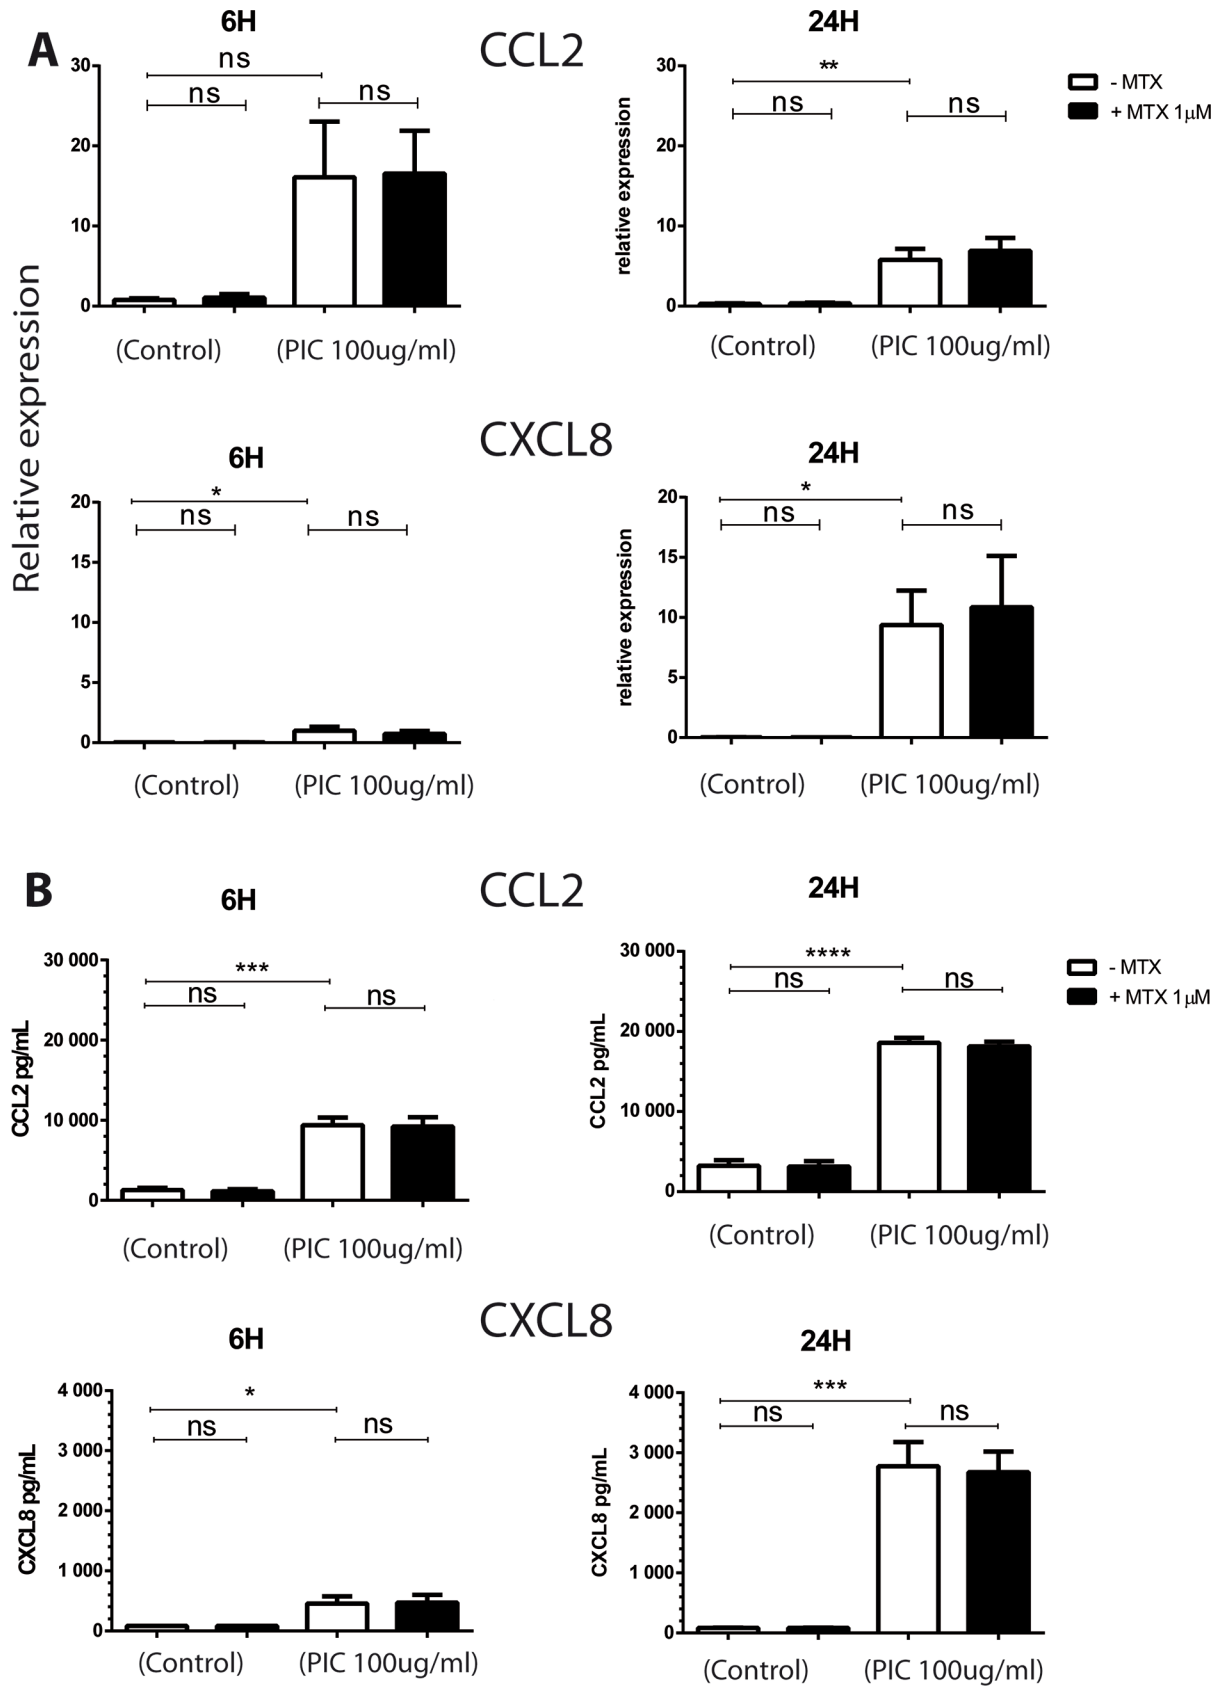 A
6H
CCL2
24H
Relative expression
30
20
10
0
ns
ns
ns
(Control)
(PIC 100ug/ml)
relative expression
30
20
10
0
**
ns
ns
(Control)
(PIC 100ug/ml)
- MTX
+ MTX 1µM
6H
CXCL8
24H
20
15
10
5
0
*
ns
ns
(Control)
(PIC 100ug/ml)
relative expression
20
15
10
5
0
*
ns
ns
(Control)
(PIC 100ug/ml)
B
6H
CCL2
24H
CCL2 pg/mL
30 000
20 000
10 000
0
***
ns
ns
(Control)
(PIC 100ug/ml)
CCL2 pg/mL
30 000
20 000
10 000
0
****
ns
ns
(Control)
(PIC 100ug/ml)
- MTX
+ MTX 1µM
6H
CXCL8
24H
CXCL8 pg/mL
4 000
3 000
2 000
1 000
0
*
ns
ns
(Control)
(PIC 100ug/ml)
CXCL8 pg/mL
4 000
3 000
2 000
1 000
0
***
ns
ns
(Control)
(PIC 100ug/ml)